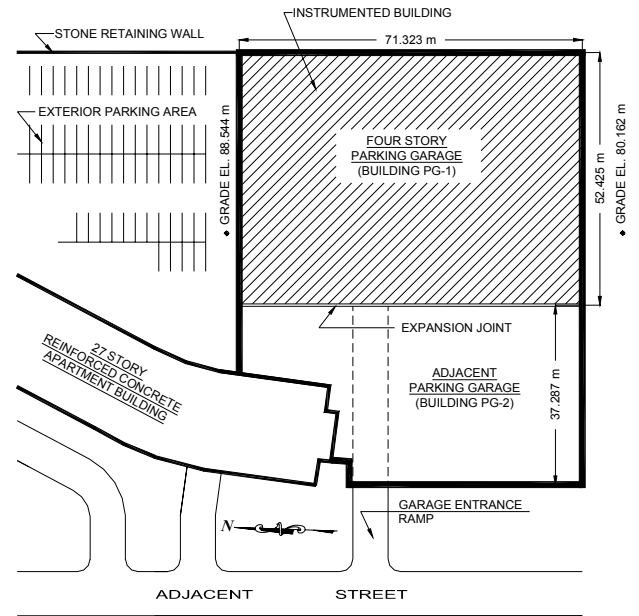 INSTRUMENTED BUILDING
STONE RETAINING WALL
71.323 m
EXTERIOR PARKING AREA
GRADE EL. 88.544 m
FOUR STORY
PARKING GARAGE
(BUILDING PG-1)
52.425 m
GRADE EL. 80.162 m
EXPANSION JOINT
27 STORY
REINFORCED CONCRETE
APARTMENT BUILDING
ADJACENT
PARKING GARAGE
(BUILDING PG-2)
37.287 m
GARAGE ENTRANCE
RAMP
N
ADJACENT STREET